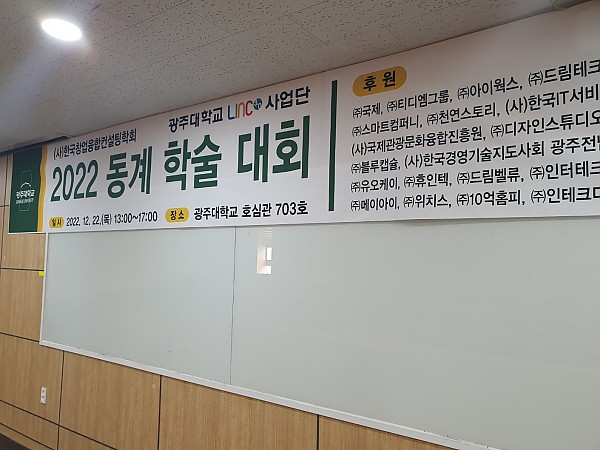 광주대학교
광주대학교 LINC 사업단
(사)한국창업융합컨설팅학회
2022 동계 학술 대회
일시 2022. 12. 22.(목) 13:00~17:00 장소 광주대학교 호심관 703호
후원
㈜국제, ㈜티디엠그룹, ㈜아이웍스, ㈜드림테크
㈜스마트컴퍼니, ㈜천연스토리, (사)한국IT서비
(사)국제관광문화융합진흥원, ㈜디자인스튜디오
㈜블루캡슐, (사)한국경영기술지도사회 광주전남
㈜유오케이, ㈜휴인텍, ㈜드림벨류, ㈜인터테크
㈜메이아이, ㈜위치스, ㈜10억홈피, ㈜인테크디